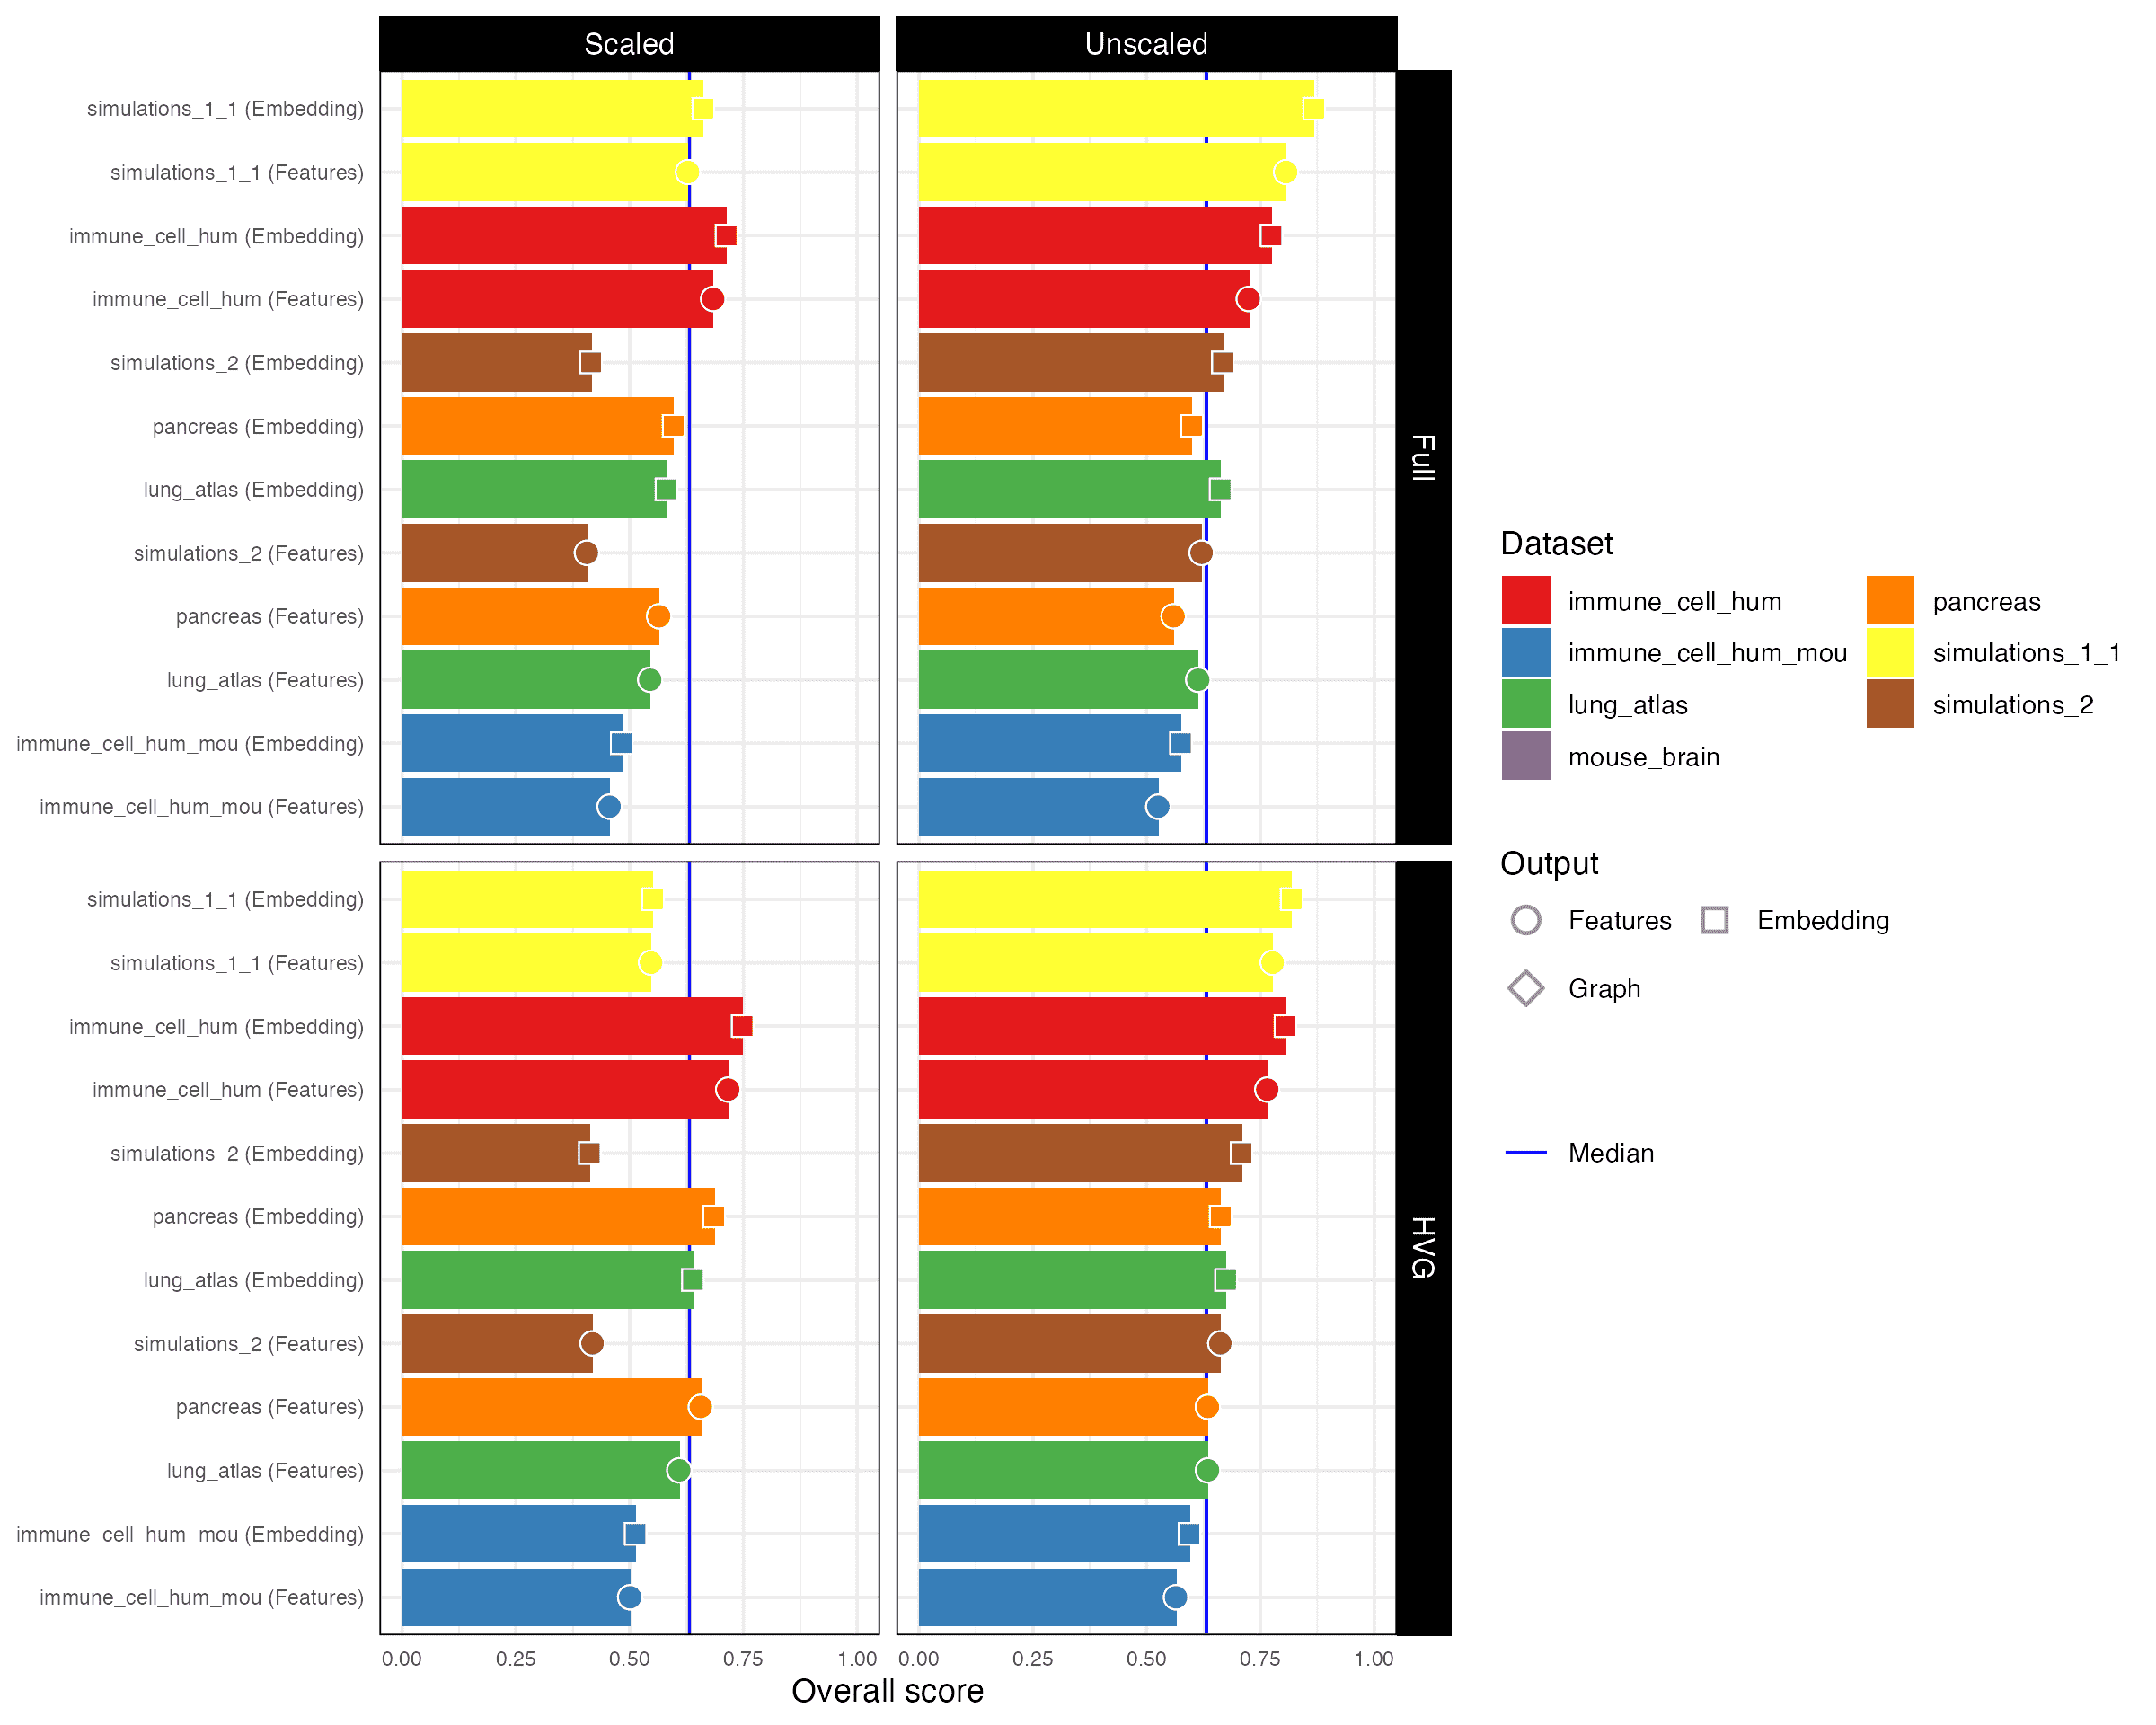 Scaled
Unscaled
simulations_1_1 (Embedding)
simulations_1_1 (Features)
immune_cell_hum (Embedding)
immune_cell_hum (Features)
simulations_2 (Embedding)
pancreas (Embedding)
lung_atlas (Embedding)
simulations_2 (Features)
pancreas (Features)
lung_atlas (Features)
immune_cell_hum_mou (Embedding)
immune_cell_hum_mou (Features)
Full
simulations_1_1 (Embedding)
simulations_1_1 (Features)
immune_cell_hum (Embedding)
immune_cell_hum (Features)
simulations_2 (Embedding)
pancreas (Embedding)
lung_atlas (Embedding)
simulations_2 (Features)
pancreas (Features)
lung_atlas (Features)
immune_cell_hum_mou (Embedding)
immune_cell_hum_mou (Features)
HVG
0.00 0.25 0.50 0.75 1.00 0.00 0.25 0.50 0.75 1.00
Overall score
Dataset
immune_cell_hum
immune_cell_hum_mou
lung_atlas
mouse_brain
pancreas
simulations_1_1
simulations_2
Output
Features Embedding
Graph
Median